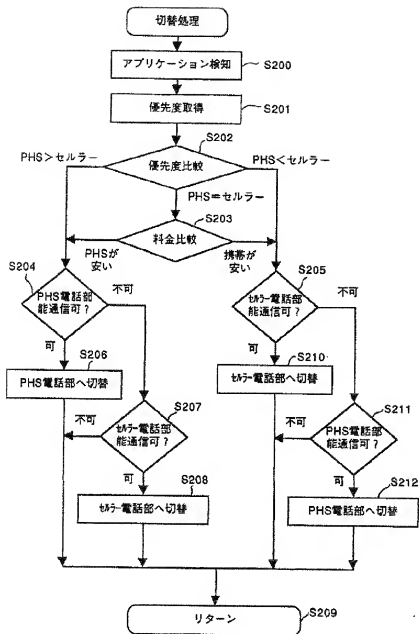 切替処理
アプリケーション検知
S200
優先度取得
S201
S202
PHS>セルラー
優先度比較
PHS<セルラー
PHS=セルラー
S203
料金比較
PHSが
安い
携帯が
安い
S204
PHS電話部
能通信可?
不可
可
S205
セルラー電話部
能通信可?
不可
可
S206
PHS電話部へ切替
S210
セルラー電話部へ切替
S207
不可
セルラー電話部
能通信可?
可
S211
不可
PHS電話部
能通信可?
可
S208
セルラー電話部へ切替
S212
PHS電話部へ切替
リターン
S209